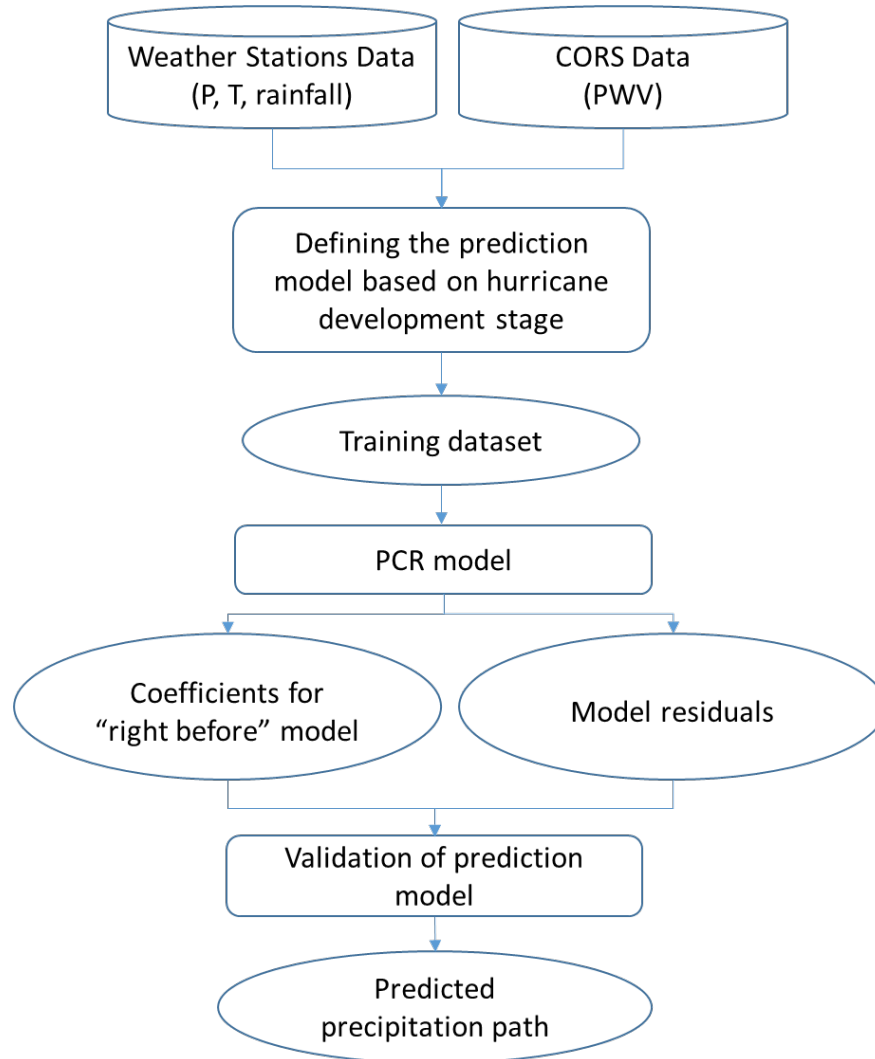 Weather Stations Data
(P, T, rainfall)
CORS Data
(PWV)
Defining the prediction
model based on hurricane
development stage
Training dataset
PCR model
Coefficients for
“right before” model
Model residuals
Validation of prediction
model
Predicted
precipitation path